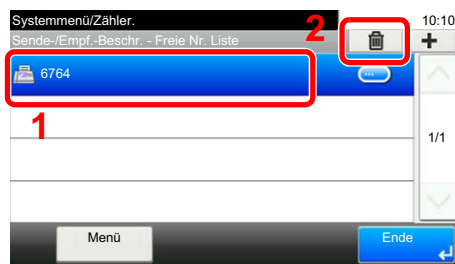 Systemmenü/Zähler.
10:10
Sende-/Empf.-Beschr. - Freie Nr. Liste
2
6764
1
1/1
Menü
Ende